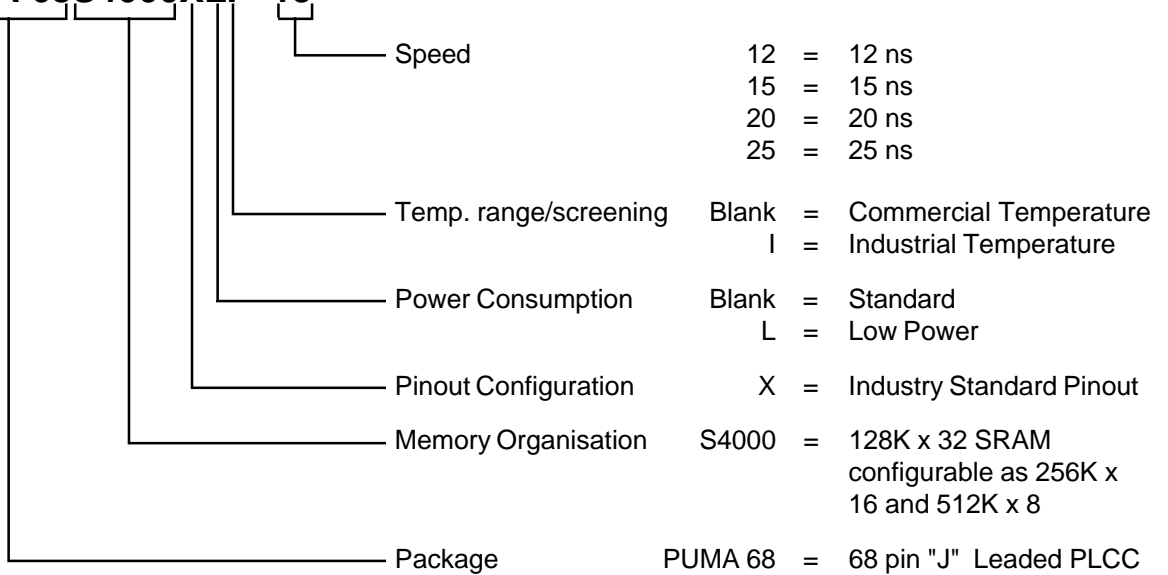 Speed 12 = 12 ns
15 = 15 ns
20 = 20 ns
25 = 25 ns
Temp. range/screening Blank = Commercial Temperature
I = Industrial Temperature
Power Consumption Blank = Standard
L = Low Power
Pinout Configuration X = Industry Standard Pinout
Memory Organisation S4000 = 128K x 32 SRAM
configurable as 256K x
16 and 512K x 8
Package PUMA 68 = 68 pin "J" Leaded PLCC